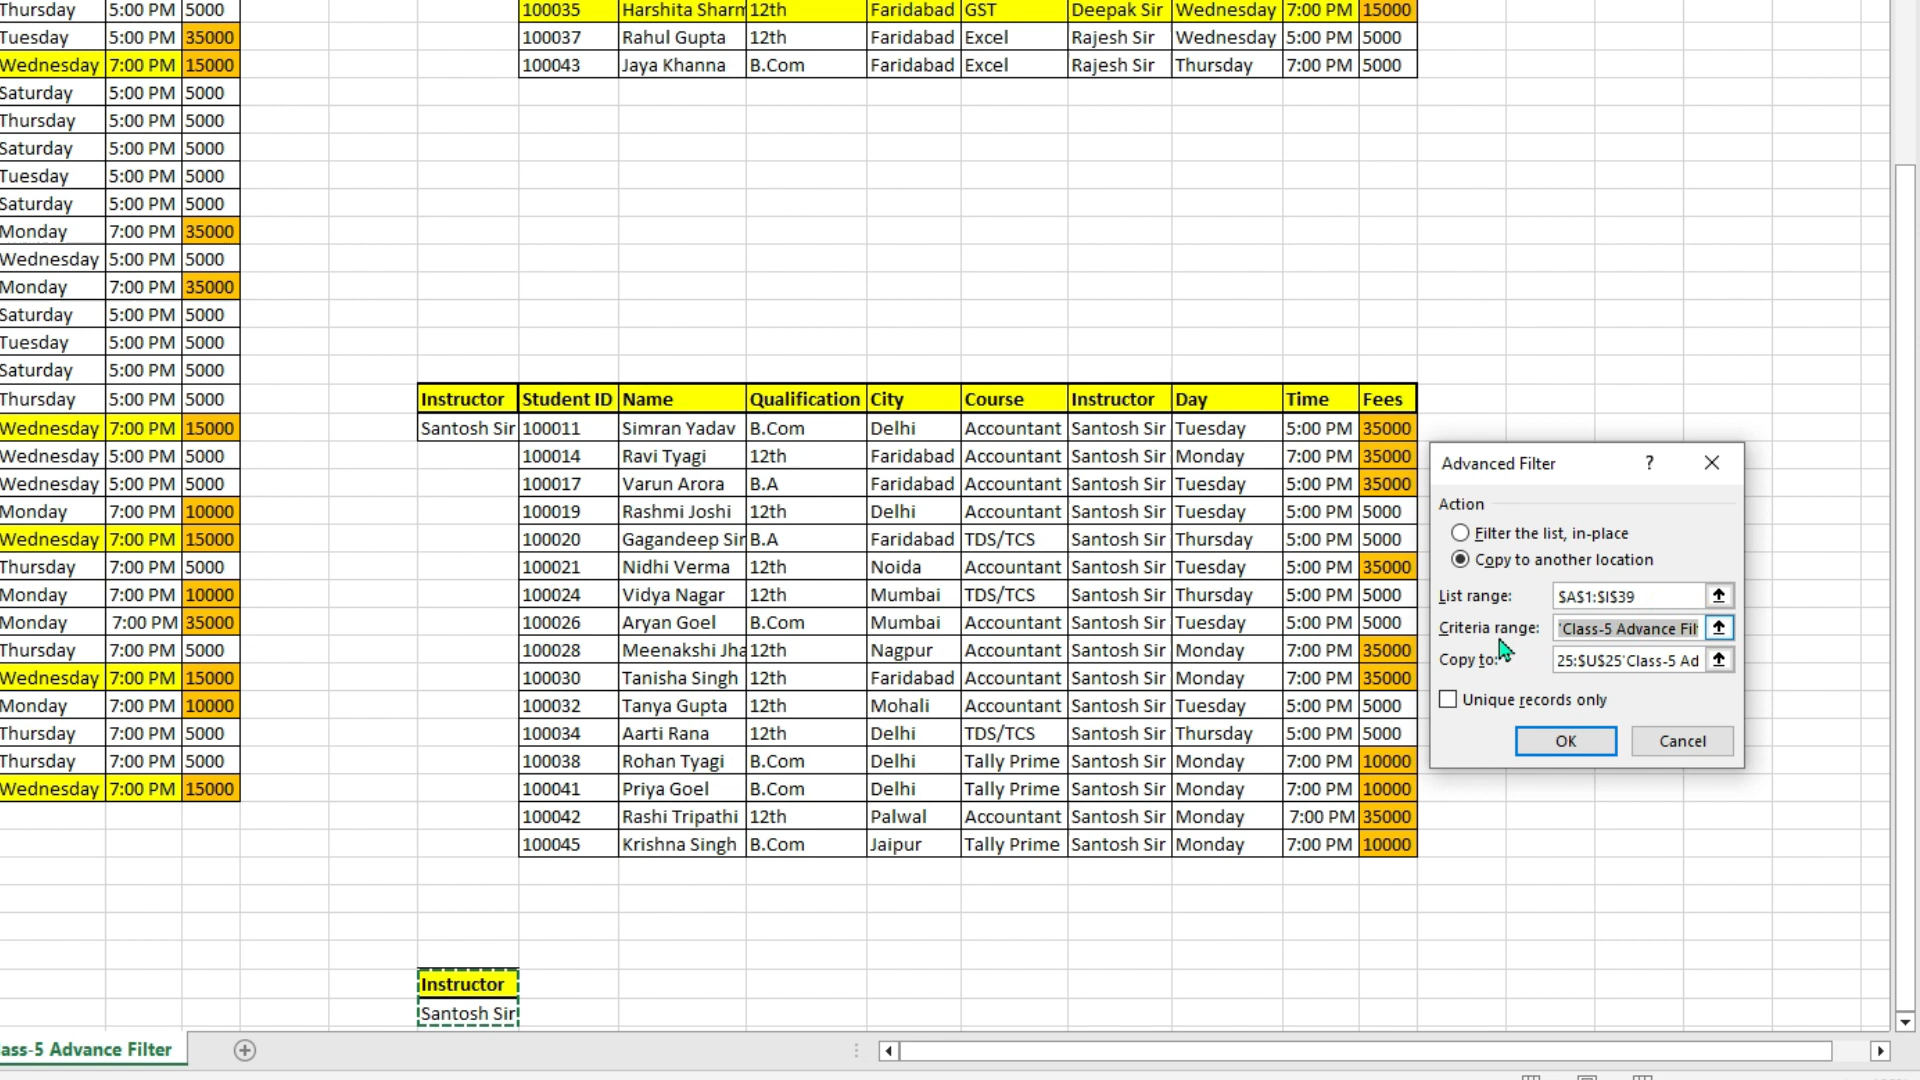 Thursday 5:00 PM 5000 100035 Harshita Sharm 12th Faridabad GST Deepak Sir Wednesday 7:00 PM 15000
Tuesday 5:00 PM 35000 100037 Rahul Gupta 12th Faridabad Excel Rajesh Sir Wednesday 5:00 PM 5000
Wednesday 7:00 PM 15000 100043 Jaya Khanna B.Com Faridabad Excel Rajesh Sir Thursday 7:00 PM 5000
Saturday 5:00 PM 5000
Thursday 5:00 PM 5000
Saturday 5:00 PM 5000
Tuesday 5:00 PM 5000
Saturday 5:00 PM 5000
Monday 7:00 PM 35000
Wednesday 5:00 PM 5000
Monday 7:00 PM 35000
Saturday 5:00 PM 5000
Tuesday 5:00 PM 5000
Saturday 5:00 PM 5000
Thursday 5:00 PM 5000 Instructor Student ID Name Qualification City Course Instructor Day Time Fees
Wednesday 7:00 PM 15000 Santosh Sir 100011 Simran Yadav B.Com Delhi Accountant Santosh Sir Tuesday 5:00 PM 35000
Wednesday 5:00 PM 5000 100014 Ravi Tyagi 12th Faridabad Accountant Santosh Sir Monday 7:00 PM 35000
Wednesday 5:00 PM 5000 100017 Varun Arora B.A Faridabad Accountant Santosh Sir Tuesday 5:00 PM 35000
Monday 7:00 PM 10000 100019 Rashmi Joshi 12th Delhi Accountant Santosh Sir Tuesday 5:00 PM 5000
Wednesday 7:00 PM 15000 100020 Gagandeep Sin B.A Faridabad TDS/TCS Santosh Sir Thursday 5:00 PM 5000
Thursday 7:00 PM 5000 100021 Nidhi Verma 12th Noida Accountant Santosh Sir Tuesday 5:00 PM 35000
Monday 7:00 PM 10000 100024 Vidya Nagar 12th Mumbai TDS/TCS Santosh Sir Thursday 5:00 PM 5000
Monday 7:00 PM 35000 100026 Aryan Goel B.Com Mumbai Accountant Santosh Sir Tuesday 5:00 PM 5000
Thursday 7:00 PM 5000 100028 Meenakshi Jha 12th Nagpur Accountant Santosh Sir Monday 7:00 PM 35000
Wednesday 7:00 PM 15000 100030 Tanisha Singh 12th Faridabad Accountant Santosh Sir Monday 7:00 PM 35000
Monday 7:00 PM 10000 100032 Tanya Gupta 12th Mohali Accountant Santosh Sir Tuesday 5:00 PM 5000
Thursday 7:00 PM 5000 100034 Aarti Rana 12th Delhi TDS/TCS Santosh Sir Thursday 5:00 PM 5000
Thursday 7:00 PM 5000 100038 Rohan Tyagi B.Com Delhi Tally Prime Santosh Sir Monday 7:00 PM 10000
Wednesday 7:00 PM 15000 100041 Priya Goel B.Com Delhi Tally Prime Santosh Sir Monday 7:00 PM 10000
100042 Rashi Tripathi 12th Palwal Accountant Santosh Sir Monday 7:00 PM 35000
100045 Krishna Singh B.Com Jaipur Tally Prime Santosh Sir Monday 7:00 PM 10000
Instructor
Santosh Sir
Advanced Filter ?
Action
Filter the list, in-place
Copy to another location
List range: $A$1:$I$39
Criteria range: 'Class-5 Advance Fil
Copy to: 25:$U$25'Class-5 Ad
Unique records only
OK Cancel
lass-5 Advance Filter